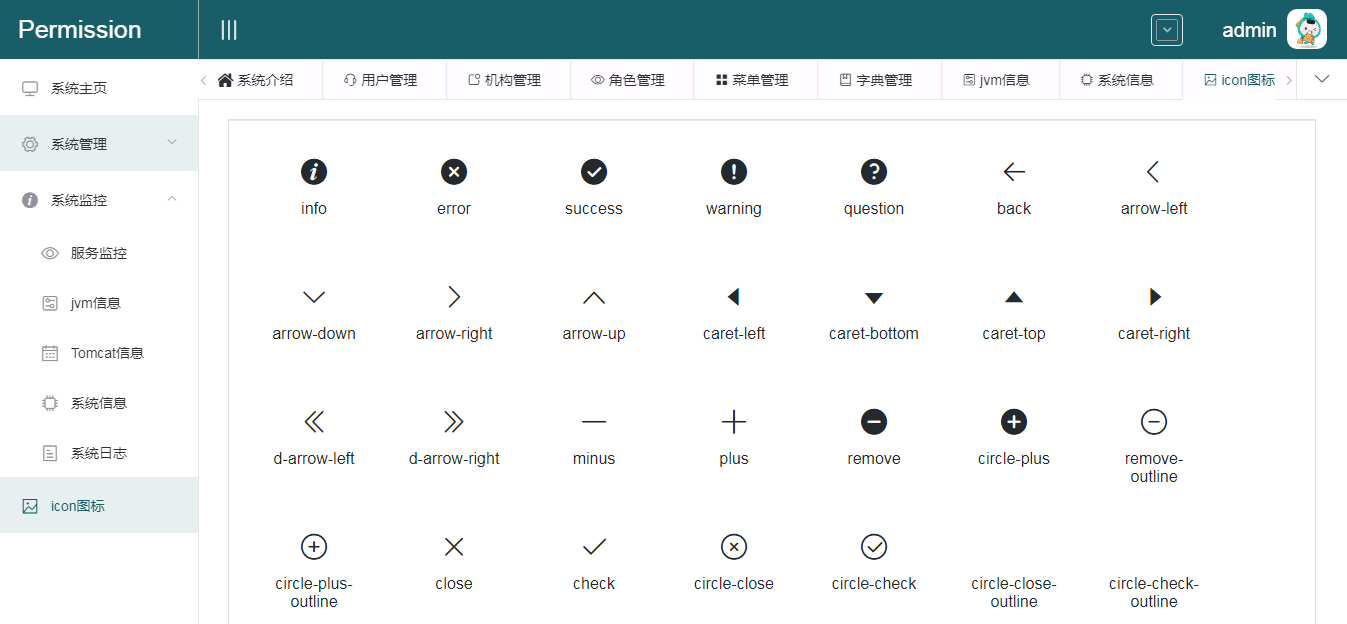 Permission
admin
系统主页
系统管理
系统监控
服务监控
jvm信息
Tomcat信息
系统信息
系统日志
icon图标
系统介绍 用户管理 机构管理 角色管理 菜单管理 字典管理 jvm信息 系统信息 icon图标
info error success warning question back arrow-left
arrow-down arrow-right arrow-up caret-left caret-bottom caret-top caret-right
d-arrow-left d-arrow-right minus plus remove circle-plus remove-
outline
circle-plus- close check circle-close circle-check circle-close- circle-check-
outline outline outline